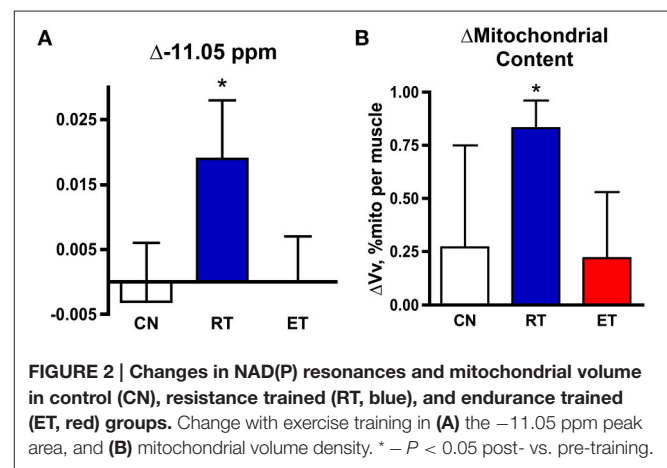 A
Δ-11.05 ppm
*
0.025
0.015
0.005
-0.005
CN RT ET
B
ΔMitochondrial
Content
*
ΔVv, %mito per muscle
1.00
0.75
0.50
0.25
0.00
CN RT ET
FIGURE 2 | Changes in NAD(P) resonances and mitochondrial volume
in control (CN), resistance trained (RT, blue), and endurance trained
(ET, red) groups. Change with exercise training in (A) the −11.05 ppm peak
area, and (B) mitochondrial volume density. * – P < 0.05 post- vs. pre-training.